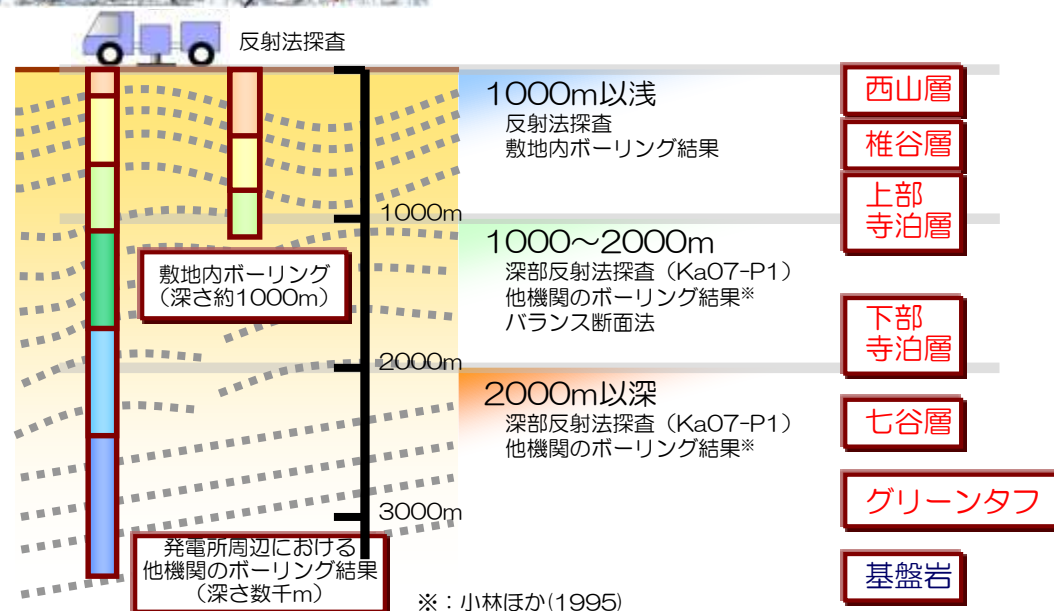 反射法探査
1000m以浅
反射法探査
敷地内ボーリング結果
1000m
1000～2000m
深部反射法探査（Ka07-P1）
他機関のボーリング結果※
バランス断面法
敷地内ボーリング
（深さ約1000m）
2000m
2000m以深
深部反射法探査（Ka07-P1）
他機関のボーリング結果※
3000m
発電所周辺における
他機関のボーリング結果
（深さ数千m）
※：小林ほか(1995)
西山層
椎谷層
上部
寺泊層
下部
寺泊層
七谷層
グリーンタフ
基盤岩